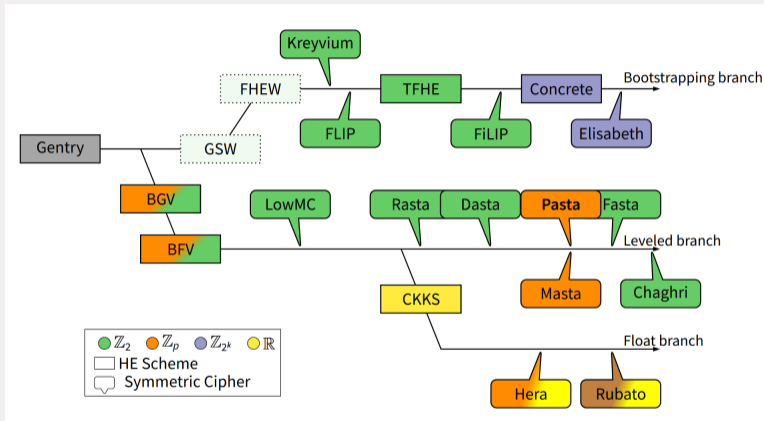 Kreyvium
FHEW
TFHE
Concrete
Bootstrapping branch
FLIP
FiLIP
Elisabeth
Gentry
GSW
BGV
LowMC
Rasta
Dasta
Pasta
Fasta
BFV
Leveled branch
CKKS
Masta
Chaghri
ℤ₂ ℤₚ ℤ₂ᵏ ℝ
HE Scheme
Symmetric Cipher
Float branch
Hera
Rubato